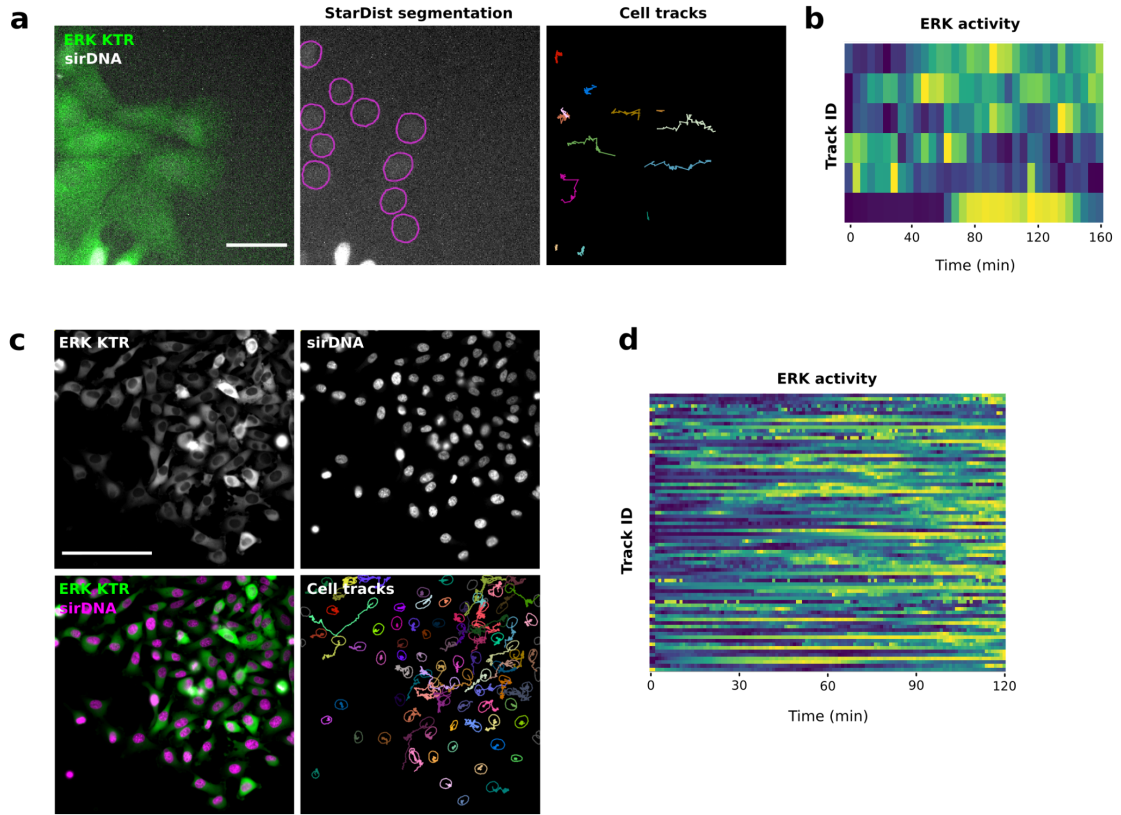 a
StarDist segmentation
Cell tracks
ERK KTR
sirDNA
b
ERK activity
Track ID
0 40 80 120 160
Time (min)
c
ERK KTR
sirDNA
ERK KTR
sirDNA
Cell tracks
d
ERK activity
Track ID
0 30 60 90 120
Time (min)